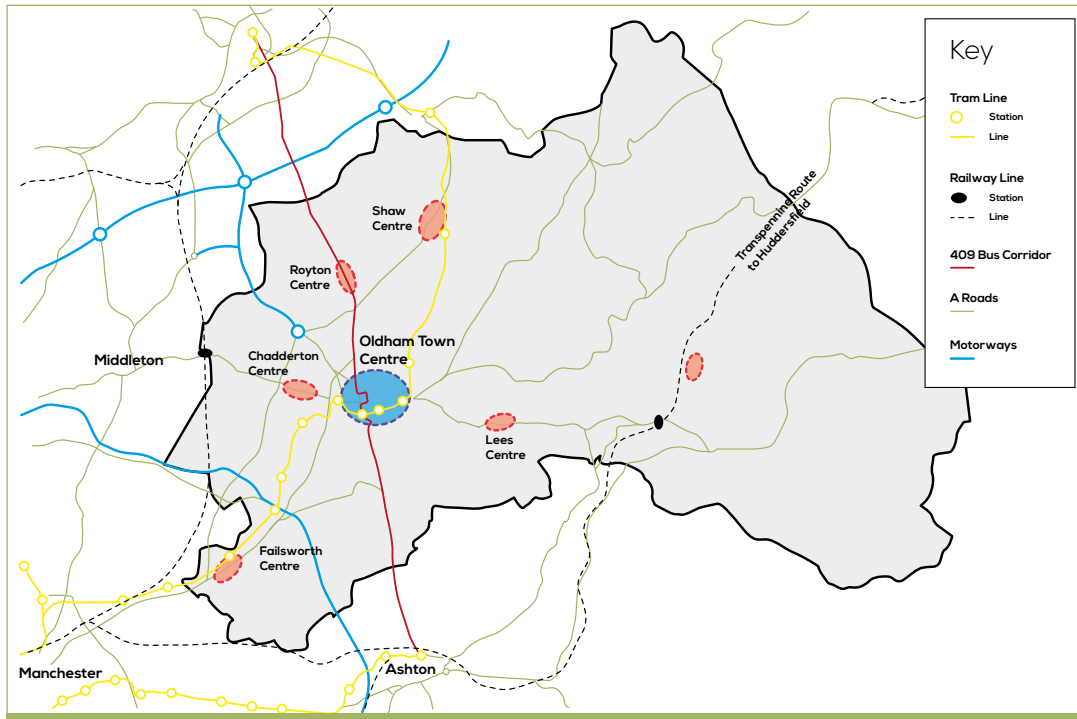 Shaw
Centre
Royton
Centre
Transpennine Route
to Huddersfield
Middleton
Chadderton
Centre
Oldham Town
Centre
Lees
Centre
Failsworth
Centre
Manchester
Ashton
Key
Tram Line
Station
Line
Railway Line
Station
Line
409 Bus Corridor
A Roads
Motorways